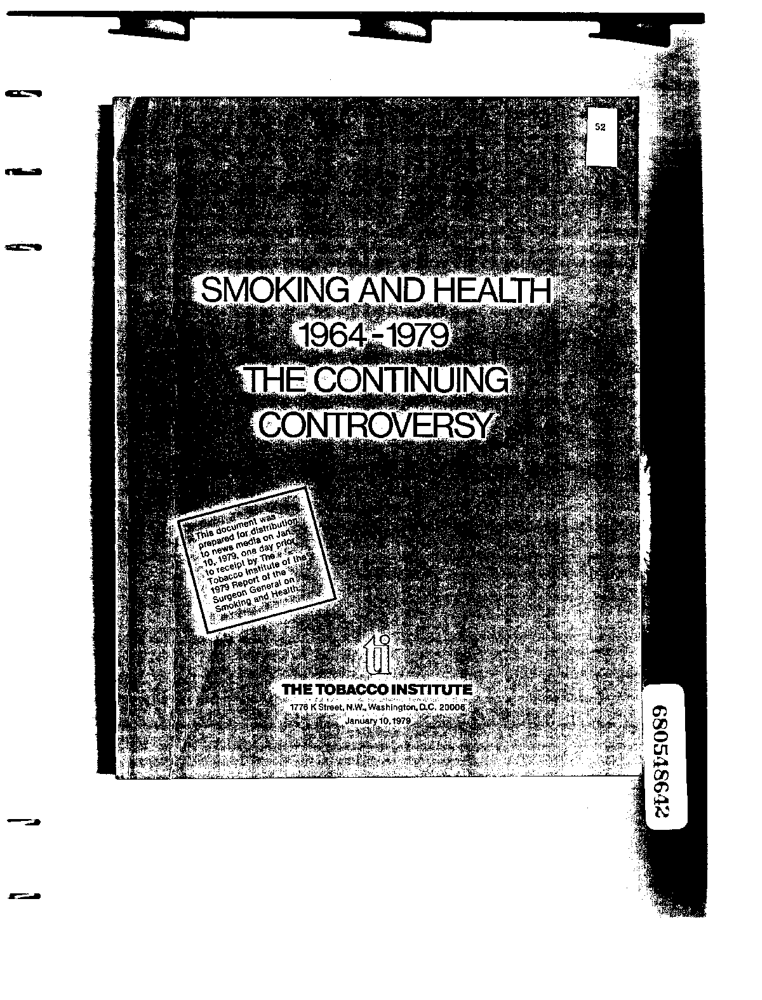 52
SMOKING AND HEALTH
1964-1979
THE CONTINUING
CONTROVERSY
This document was
prepared for distribution
to news media on Jan.
10, 1979, one day prior
to receipt by The
Tobacco Institute of the
1979 Report of the
Surgeon General on
Smoking and Health.
ti
THE TOBACCO INSTITUTE
1776 K Street, N.W., Washington, D.C. 20006
January 10, 1979
680548642